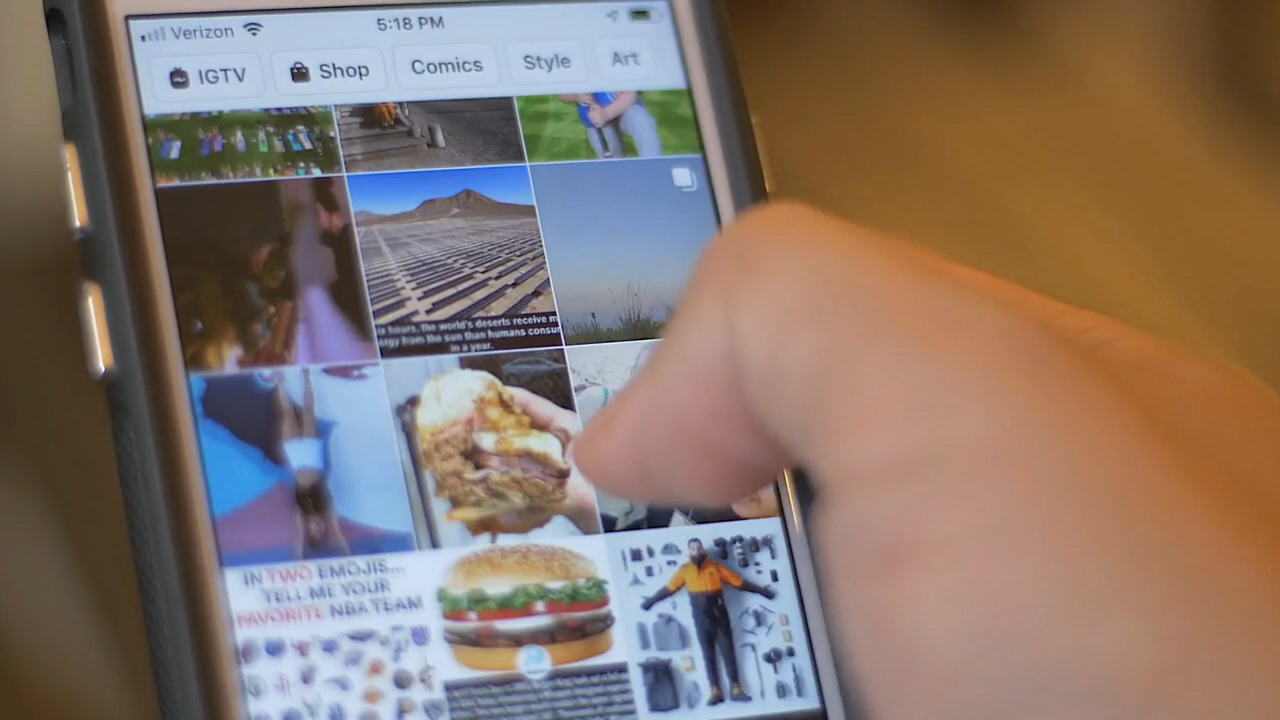 Verizon 5:18 PM
IGTV Shop Comics Style Art
ix hours, the world's deserts receive m
ergy from the sun than humans consu
in a year.
IN TWO EMOJIS...
TELL ME YOUR
FAVORITE NBA TEAM